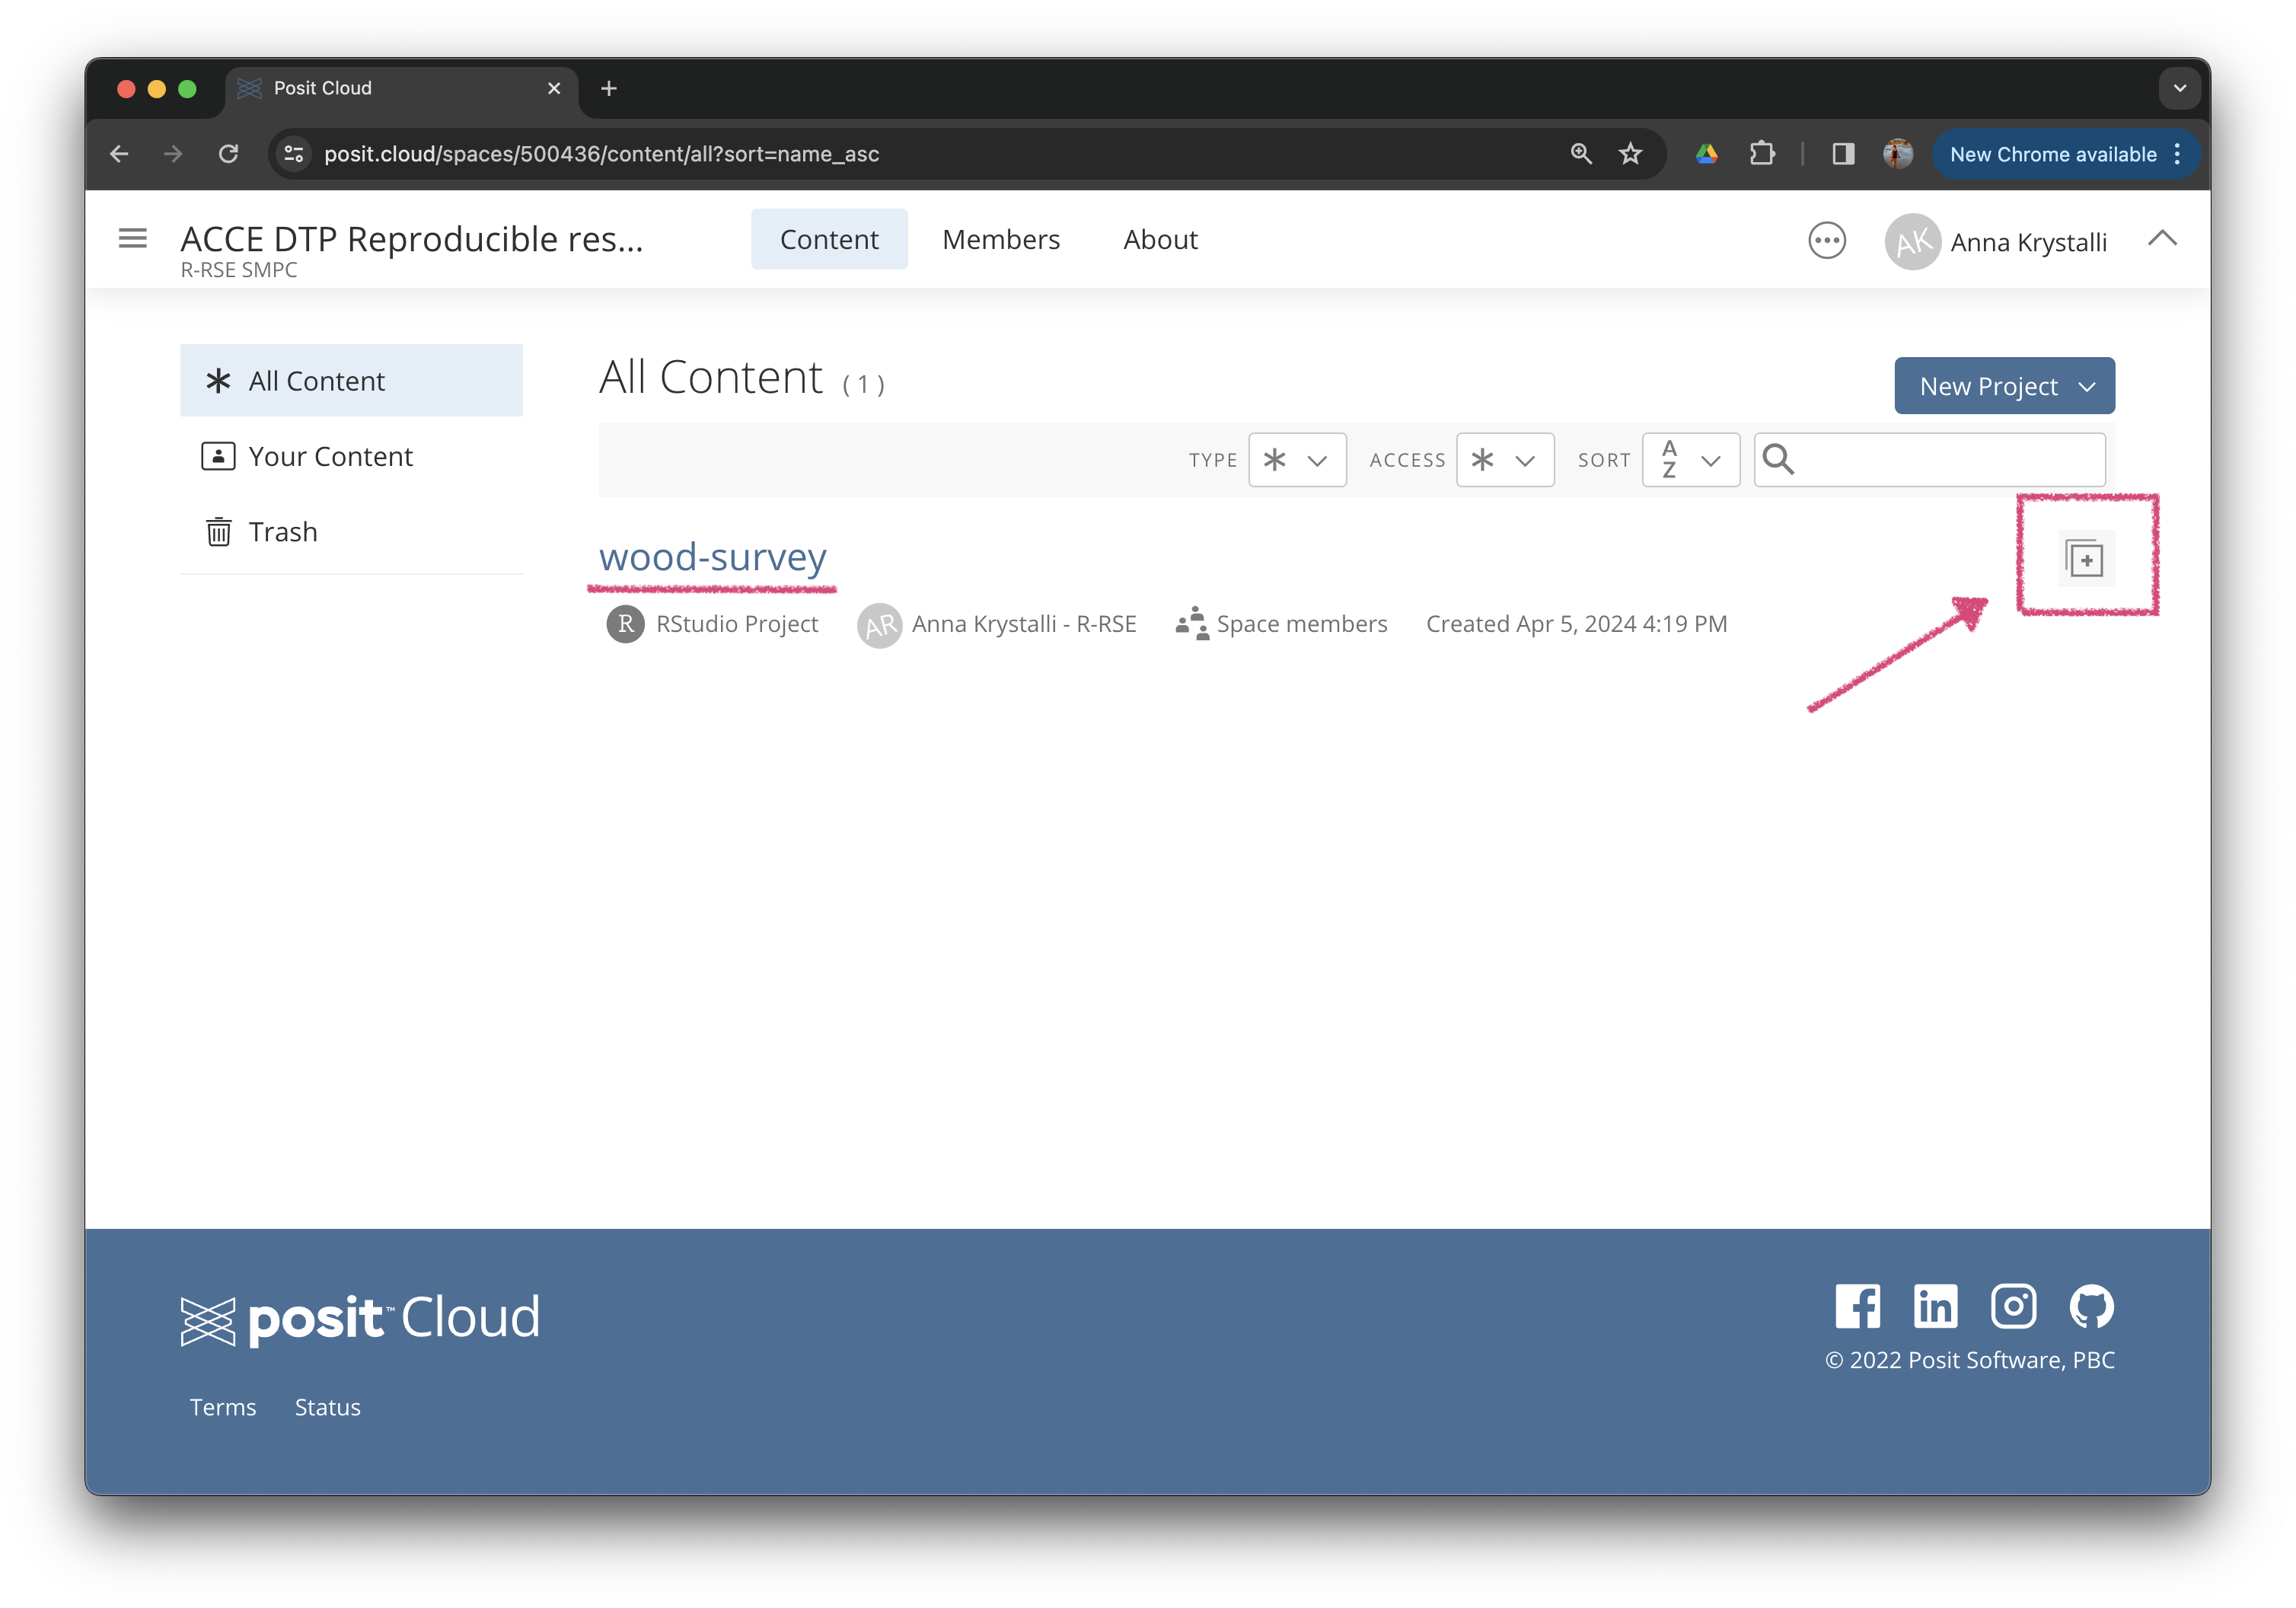 Posit Cloud
posit.cloud/spaces/500436/content/all?sort=name_asc
New Chrome available
ACCE DTP Reproducible res...
R-RSE SMPC
Content
Members
About
AK
Anna Krystalli
All Content
Your Content
Trash
All Content ( 1 )
New Project
TYPE
ACCESS
SORT
A
Z
wood-survey
R RStudio Project
AR Anna Krystalli - R-RSE
Space members
Created Apr 5, 2024 4:19 PM
posit™ Cloud
Terms
Status
© 2022 Posit Software, PBC